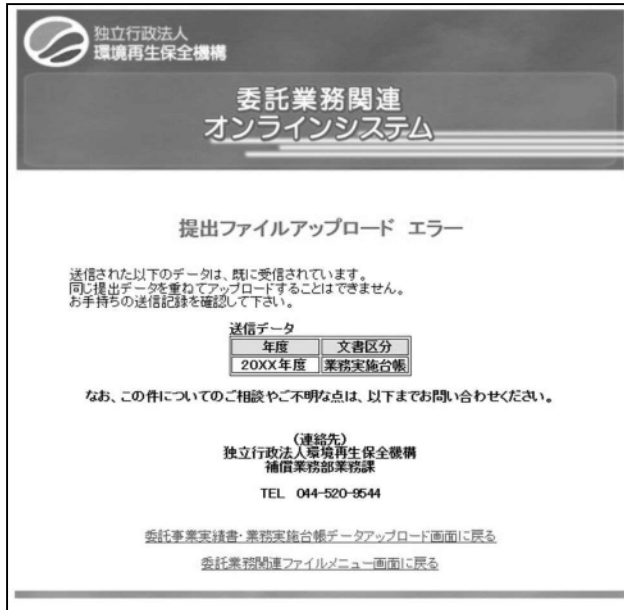 独立行政法人
環境再生保全機構
委託業務関連
オンラインシステム
提出ファイルアップロード エラー
送信された以下のデータは、既に受信されています。
同じ提出データを重ねてアップロードすることはできません。
お手持ちの送信記録を確認して下さい。
送信データ
年度 文書区分
20XX年度 業務実施台帳
なお、この件についてのご相談やご不明な点は、以下までお問い合わせください。
(連絡先)
独立行政法人環境再生保全機構
補償業務部業務課
TEL 044-520-9544
委託事業実績書・業務実施台帳データアップロード画面に戻る
委託業務関連ファイルメニュー画面に戻る